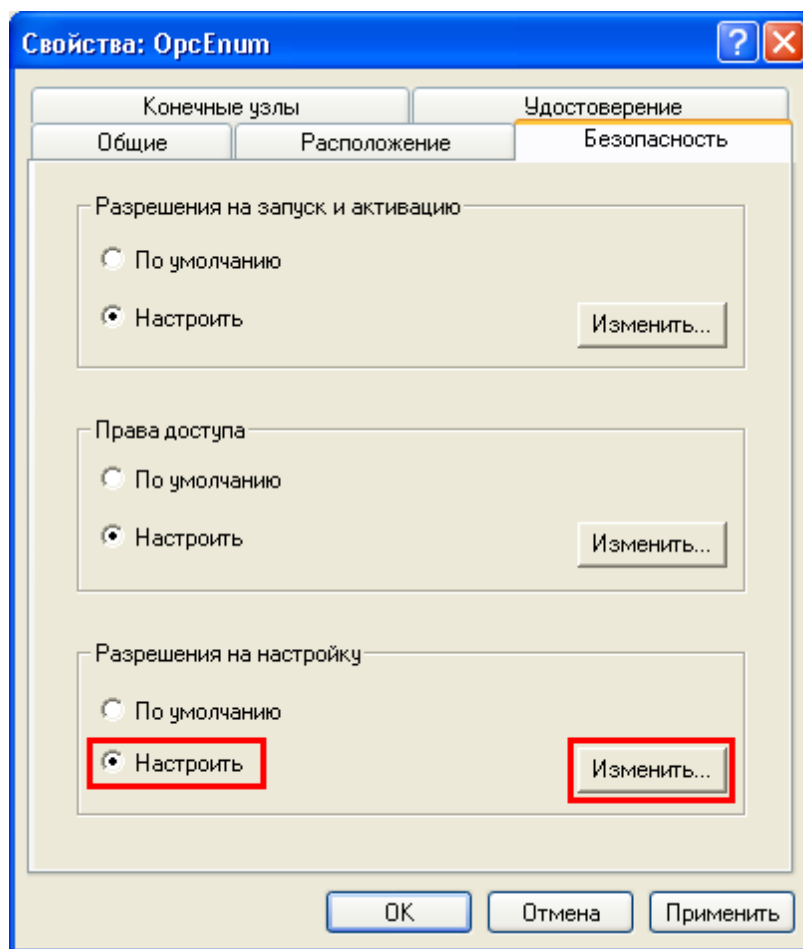 Свойства: OpcEnum
Конечные узлы Удостоверение
Общие Расположение Безопасность
Разрешения на запуск и активацию
По умолчанию
Настроить Изменить...
Права доступа
По умолчанию
Настроить Изменить...
Разрешения на настройку
По умолчанию
Настроить Изменить...
OK Отмена Применить